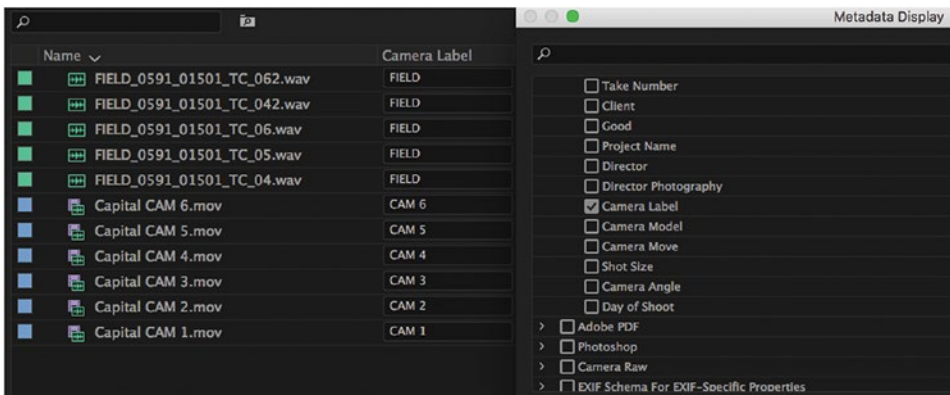 Name
Camera Label
FIELD_0591_01501_TC_062.wav
FIELD
FIELD_0591_01501_TC_042.wav
FIELD
FIELD_0591_01501_TC_06.wav
FIELD
FIELD_0591_01501_TC_05.wav
FIELD
FIELD_0591_01501_TC_04.wav
FIELD
Capital CAM 6.mov
CAM 6
Capital CAM 5.mov
CAM 5
Capital CAM 4.mov
CAM 4
Capital CAM 3.mov
CAM 3
Capital CAM 2.mov
CAM 2
Capital CAM 1.mov
CAM 1
Metadata Display
Take Number
Client
Good
Project Name
Director
Director Photography
Camera Label
Camera Model
Camera Move
Shot Size
Camera Angle
Day of Shoot
Adobe PDF
Photoshop
Camera Raw
EXIF Schema For EXIF-Specific Properties